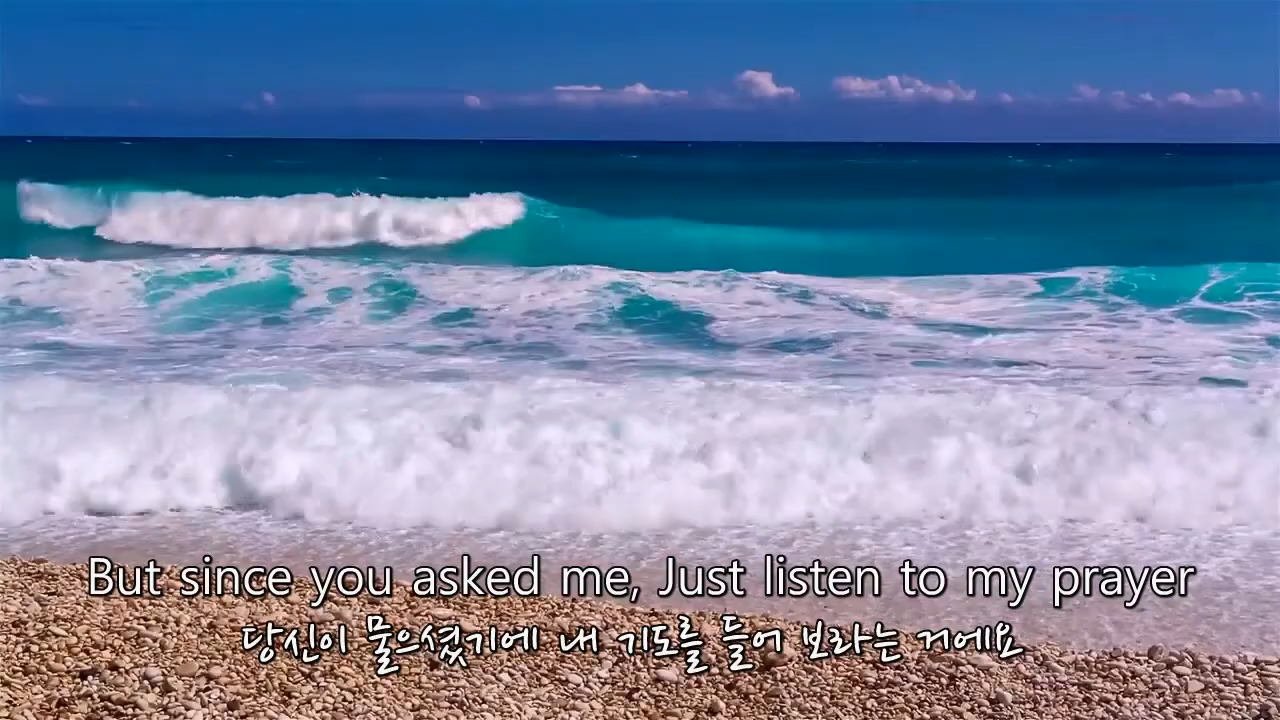 But since you asked me, Just listen to my prayer
당신이 물으셨기에 내 기도를 들어 보라는 거에요